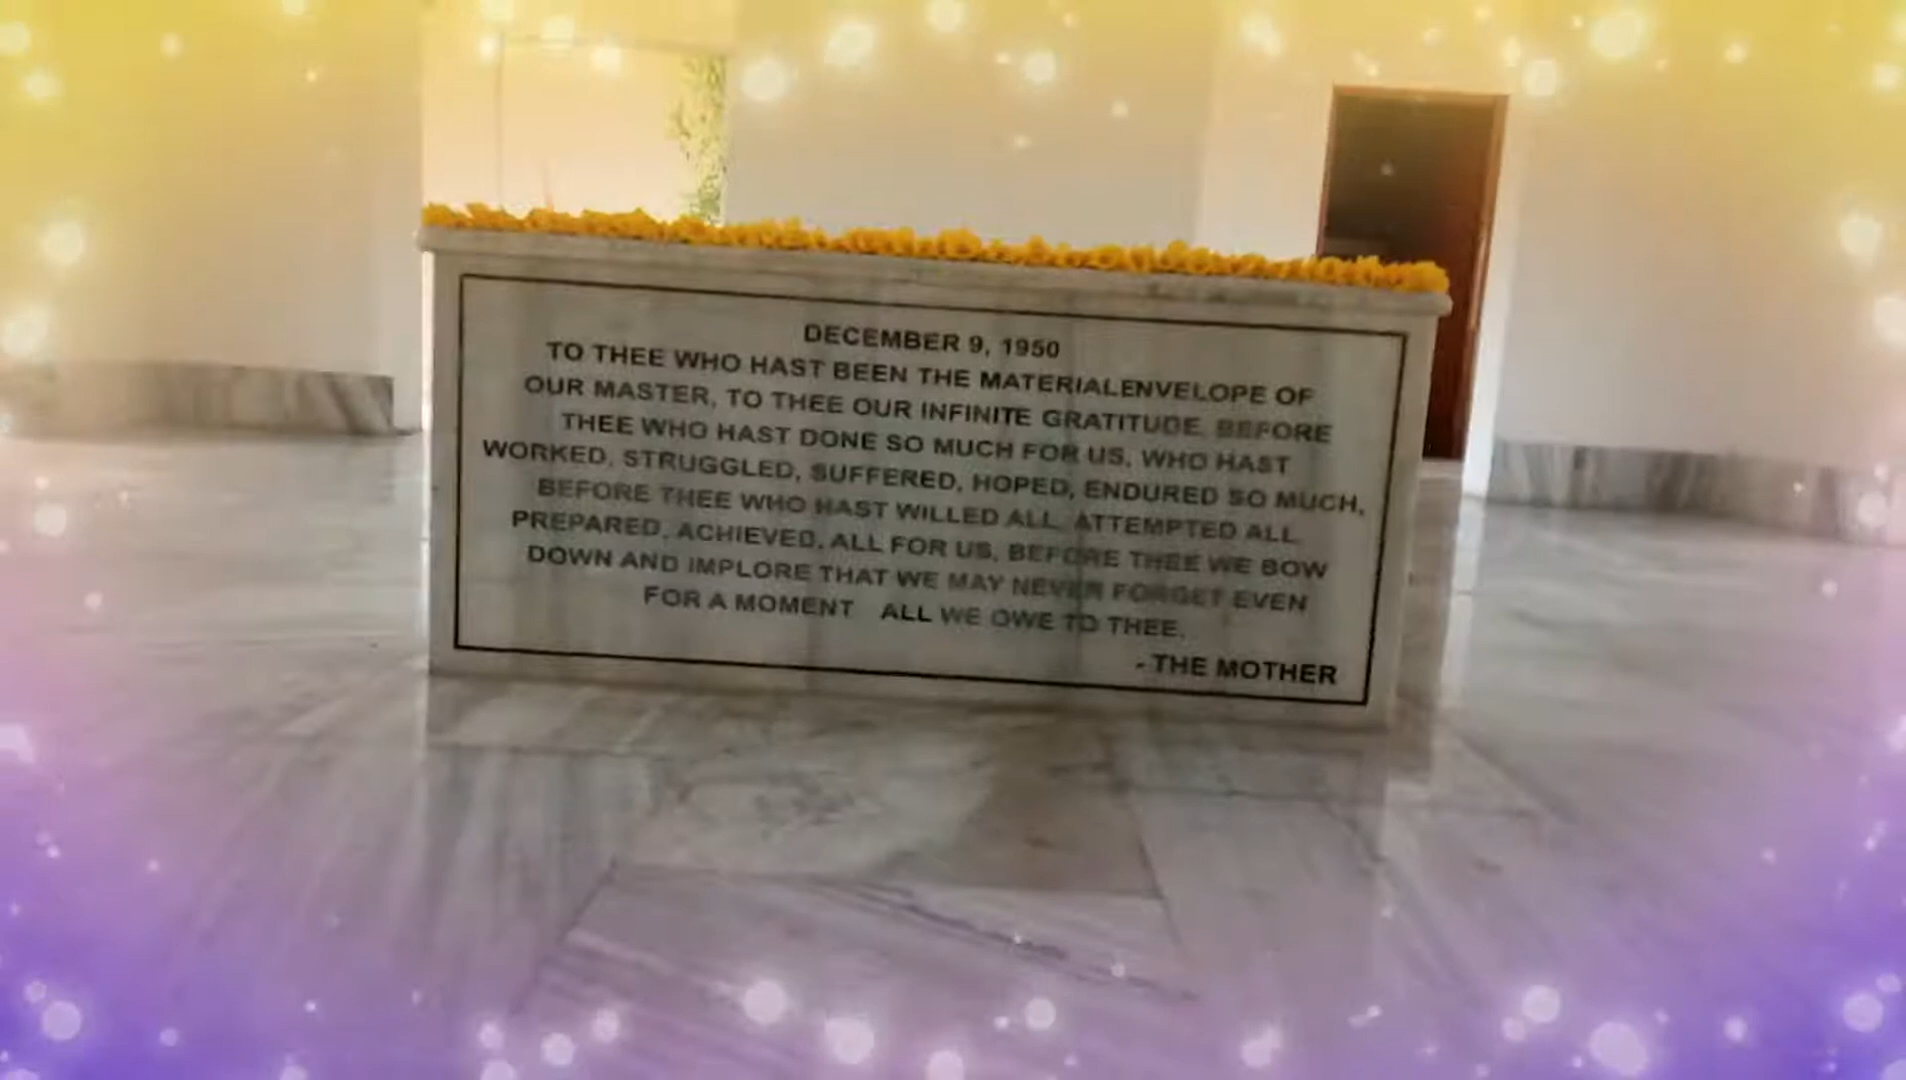 DECEMBER 9, 1950
TO THEE WHO HAST BEEN THE MATERIALENVELOPE OF
OUR MASTER, TO THEE OUR INFINITE GRATITUDE. BEFORE
THEE WHO HAST DONE SO MUCH FOR US, WHO HAST
WORKED, STRUGGLED, SUFFERED, HOPED, ENDURED SO MUCH,
BEFORE THEE WHO HAST WILLED ALL, ATTEMPTED ALL
PREPARED, ACHIEVED, ALL FOR US, BEFORE THEE WE BOW
DOWN AND IMPLORE THAT WE MAY NEVER FORGET EVEN
FOR A MOMENT ALL WE OWE TO THEE.
- THE MOTHER